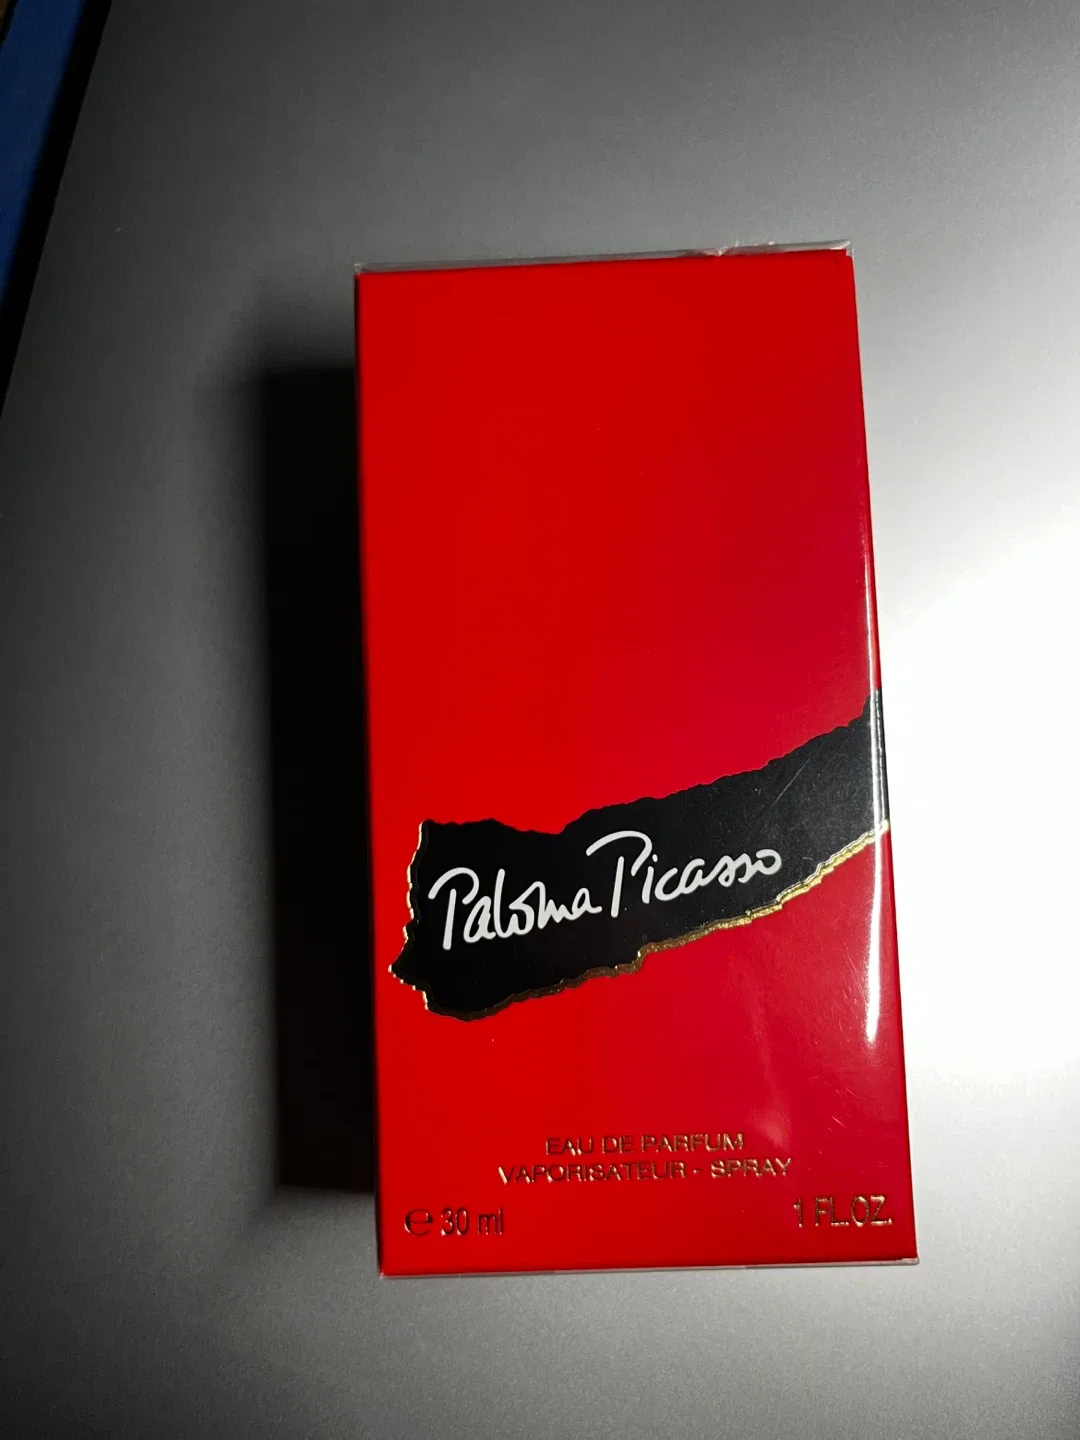 Paloma Picasso
EAU DE PARFUM
VAPORISATEUR - SPRAY
℮ 30 ml
1 FL.OZ.